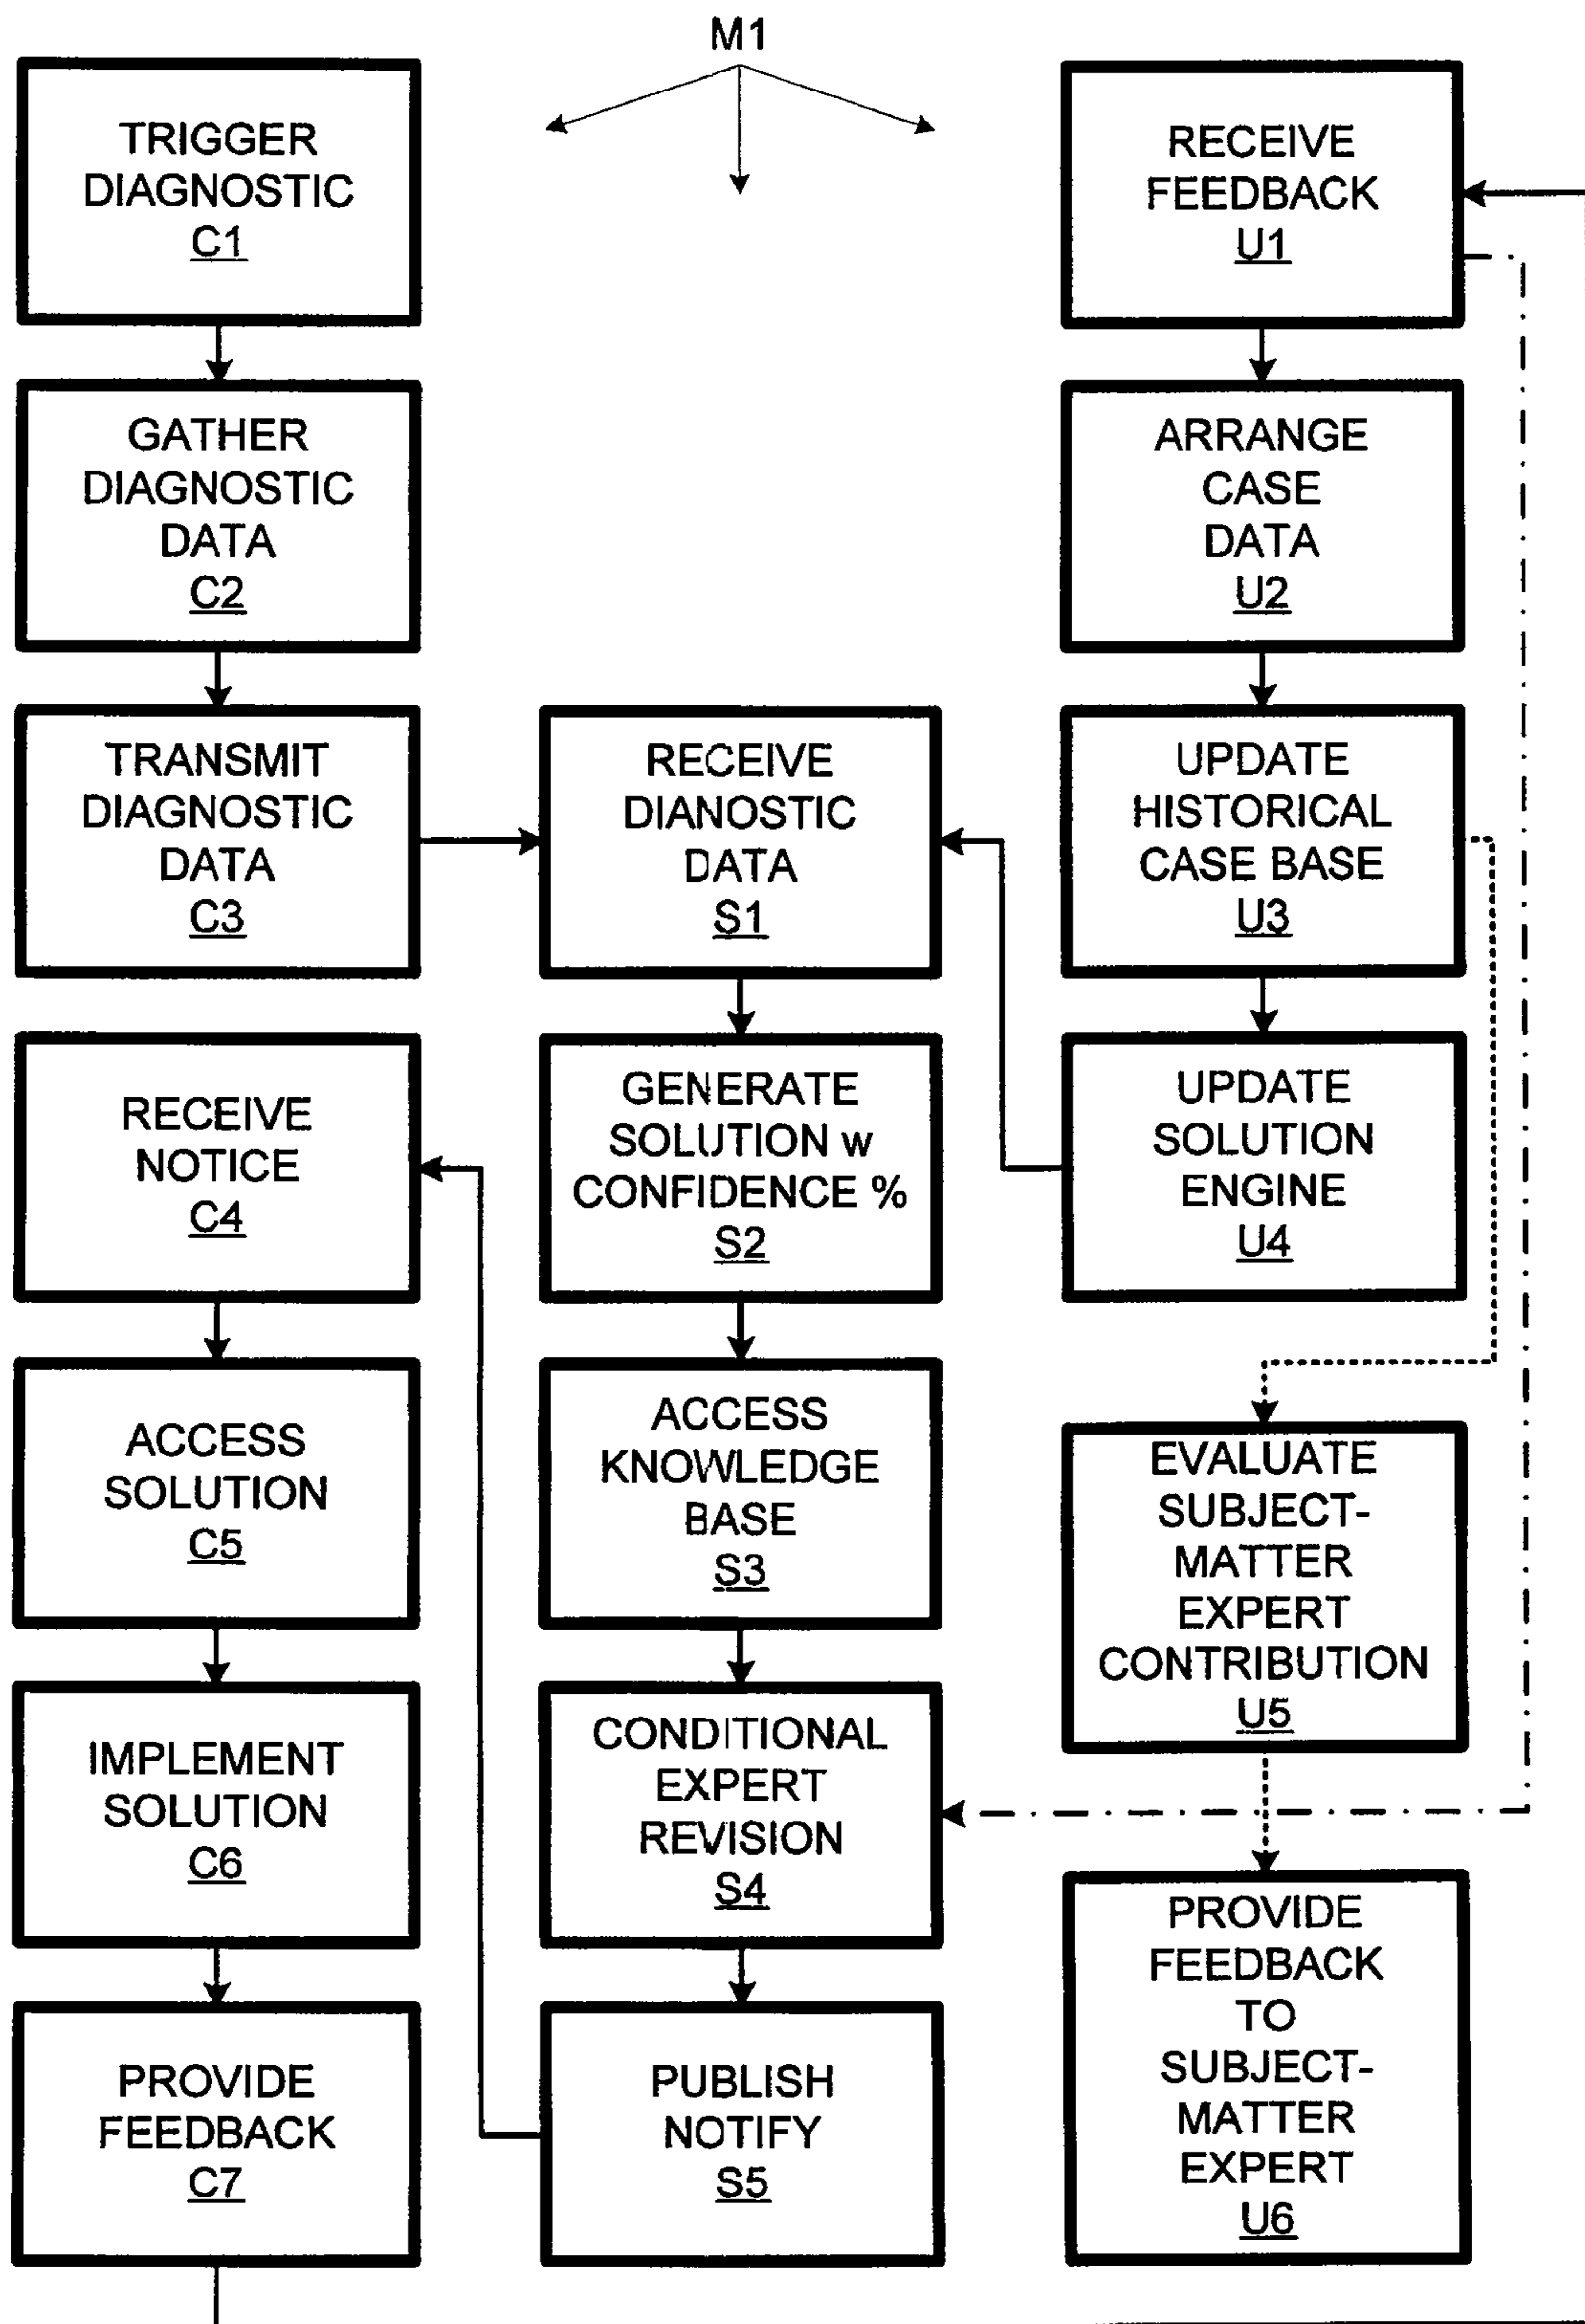 M1
TRIGGER
DIAGNOSTIC
C1
GATHER
DIAGNOSTIC
DATA
C2
TRANSMIT
DIAGNOSTIC
DATA
C3
RECEIVE
NOTICE
C4
ACCESS
SOLUTION
C5
IMPLEMENT
SOLUTION
C6
PROVIDE
FEEDBACK
C7
RECEIVE
DIANOSTIC
DATA
S1
GENERATE
SOLUTION w
CONFIDENCE %
S2
ACCESS
KNOWLEDGE
BASE
S3
CONDITIONAL
EXPERT
REVISION
S4
PUBLISH
NOTIFY
S5
RECEIVE
FEEDBACK
U1
ARRANGE
CASE
DATA
U2
UPDATE
HISTORICAL
CASE BASE
U3
UPDATE
SOLUTION
ENGINE
U4
EVALUATE
SUBJECT-
MATTER
EXPERT
CONTRIBUTION
U5
PROVIDE
FEEDBACK
TO
SUBJECT-
MATTER
EXPERT
U6